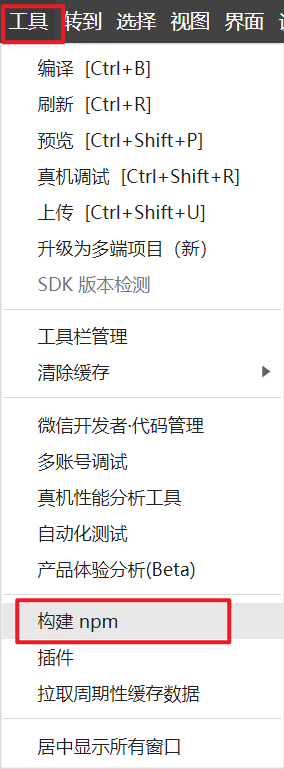 工具 转到 选择 视图 界面
编译 [Ctrl+B]
刷新 [Ctrl+R]
预览 [Ctrl+Shift+P]
真机调试 [Ctrl+Shift+R]
上传 [Ctrl+Shift+U]
升级为多端项目（新）
SDK 版本检测
工具栏管理
清除缓存
微信开发者·代码管理
多账号调试
真机性能分析工具
自动化测试
产品体验分析(Beta)
构建 npm
插件
拉取周期性缓存数据
居中显示所有窗口